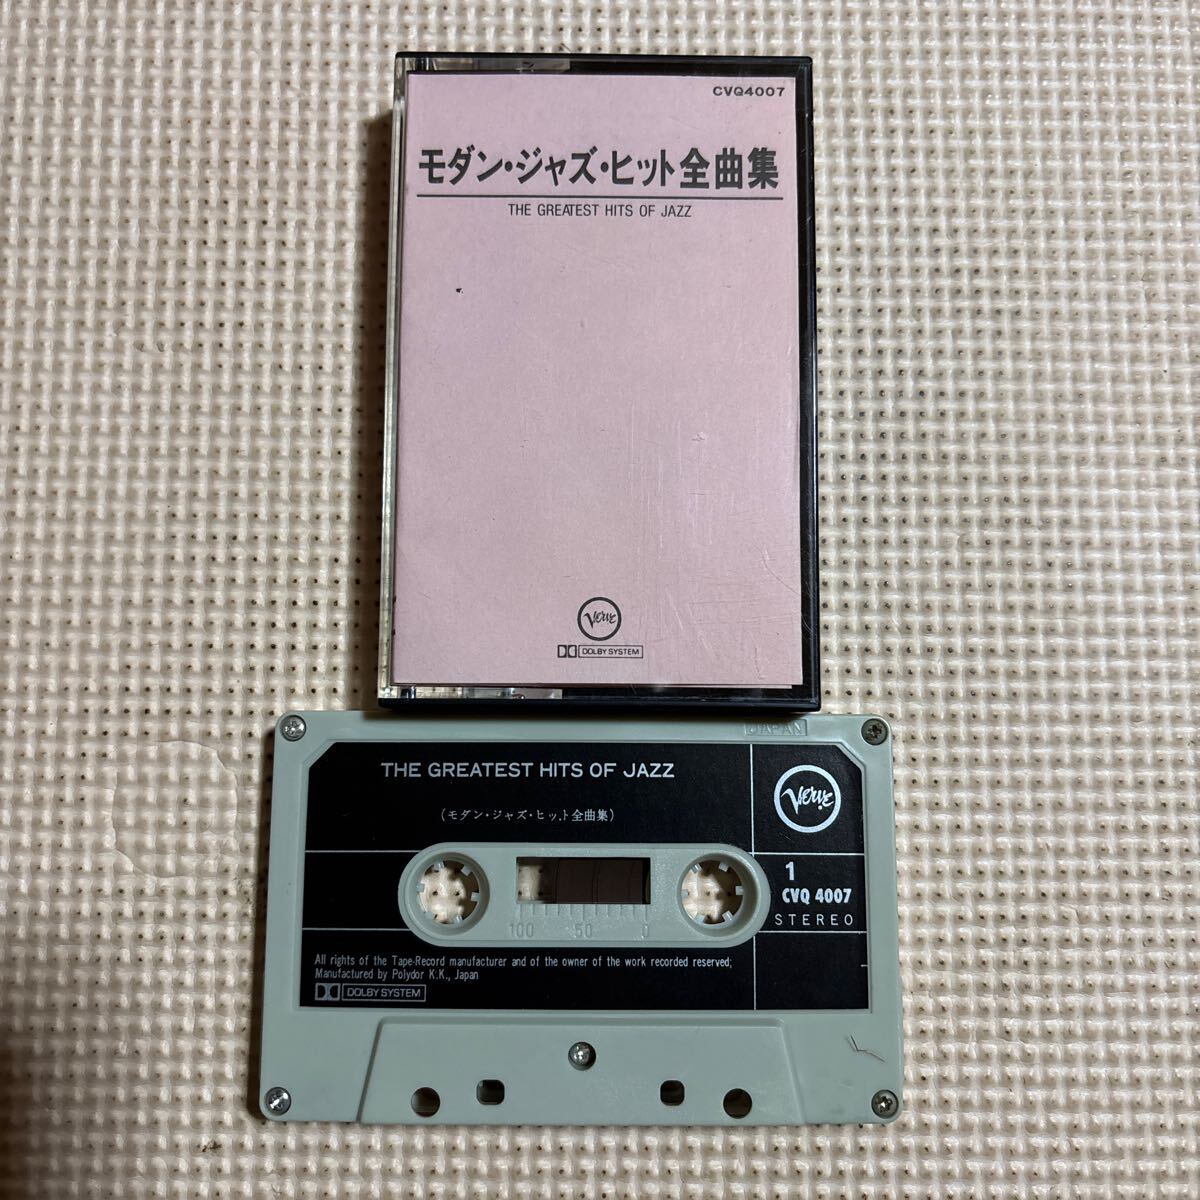 CVQ4007
モダン・ジャズ・ヒット全曲集
THE GREATEST HITS OF JAZZ
Verve
DOLBY SYSTEM
JAPAN
THE GREATEST HITS OF JAZZ
(モダン・ジャズ・ヒット全曲集)
Verve
1
CVQ 4007
STEREO
100 50 0
All rights of the Tape-Record manufacturer and of the owner of the work recorded reserved;
Manufactured by Polydor K.K., Japan
DOLBY SYSTEM